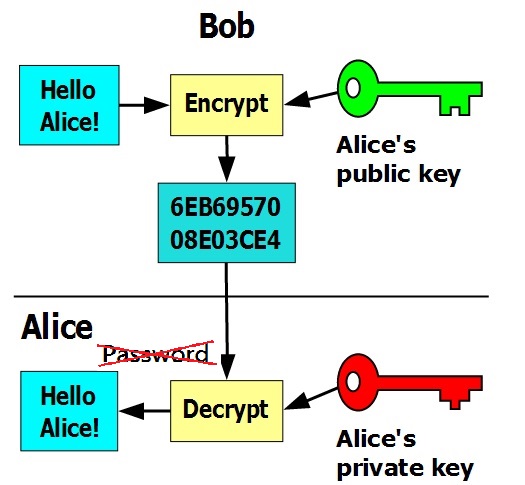 Bob
Hello
Alice!
Encrypt
Alice's
public key
6EB69570
08E03CE4
Alice
Password
Hello
Alice!
Decrypt
Alice's
private key